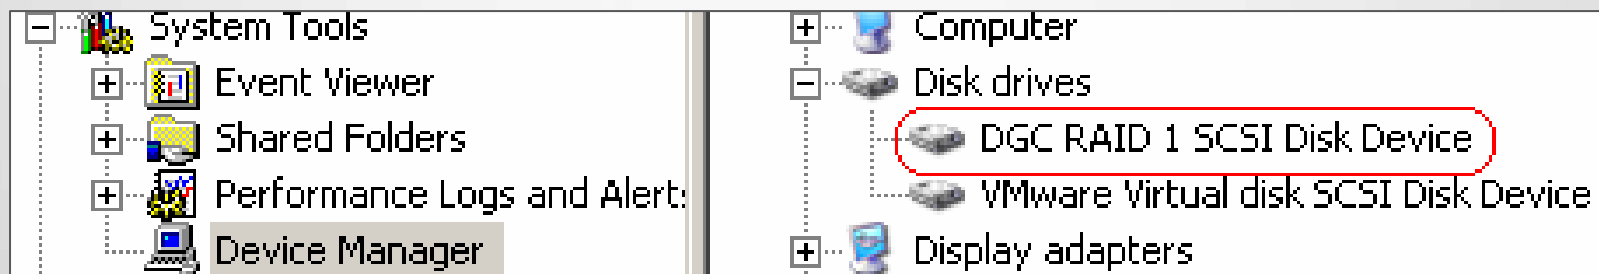 System Tools
Event Viewer
Shared Folders
Performance Logs and Alert:
Device Manager
Computer
Disk drives
DGC RAID 1 SCSI Disk Device
VMware Virtual disk SCSI Disk Device
Display adapters